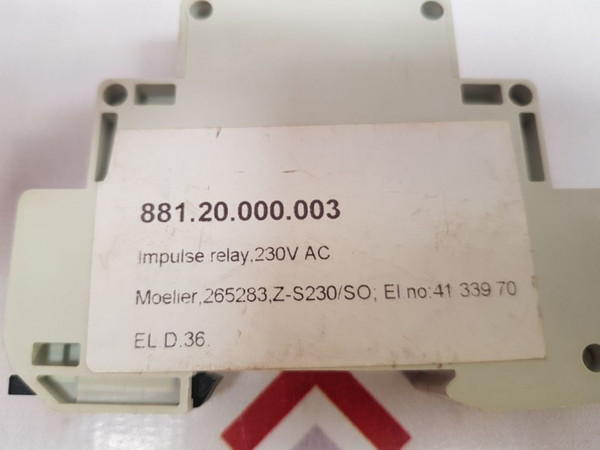 881.20.000.003
Impulse relay,230V AC
Moelier,265283,Z-S230/SO; El no:41 339 70
EL D.36.